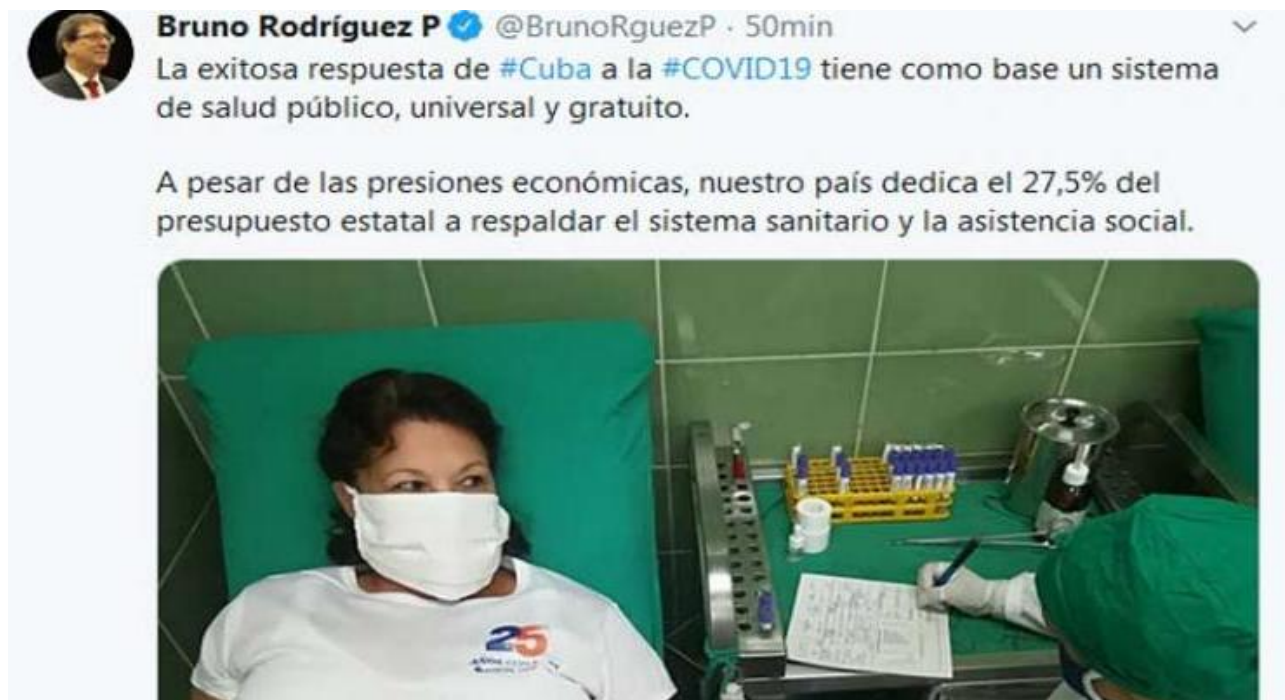 Bruno Rodríguez P @BrunoRguezP · 50min
La exitosa respuesta de #Cuba a la #COVID19 tiene como base un sistema
de salud público, universal y gratuito.
A pesar de las presiones económicas, nuestro país dedica el 27,5% del
presupuesto estatal a respaldar el sistema sanitario y la asistencia social.
25